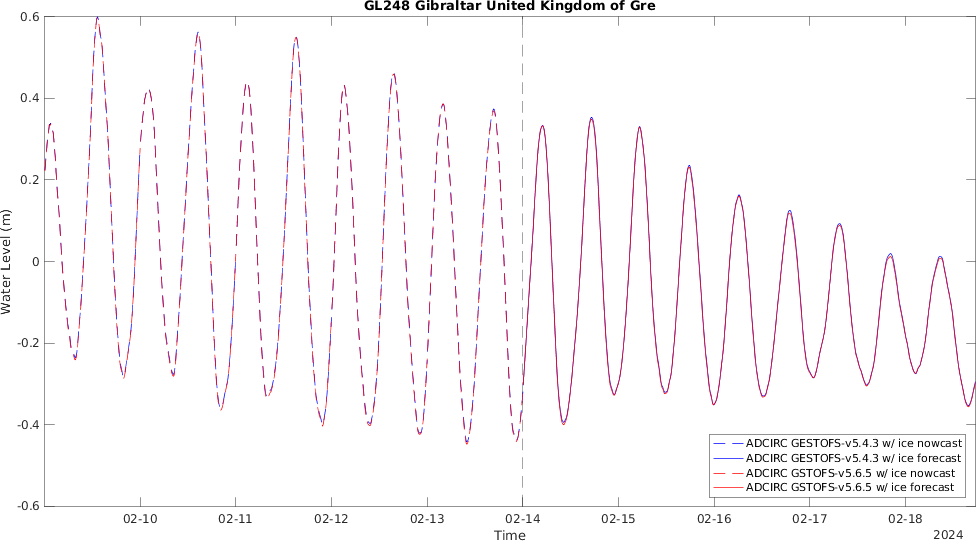 GL248 Gibraltar United Kingdom of Gre
0.6
0.4
0.2
0
-0.2
-0.4
-0.6
Water Level (m)
ADCIRC GESTOFS-v5.4.3 w/ ice nowcast
ADCIRC GESTOFS-v5.4.3 w/ ice forecast
ADCIRC GSTOFS-v5.6.5 w/ ice nowcast
ADCIRC GSTOFS-v5.6.5 w/ ice forecast
02-10 02-11 02-12 02-13 02-14 02-15 02-16 02-17 02-18
Time
2024